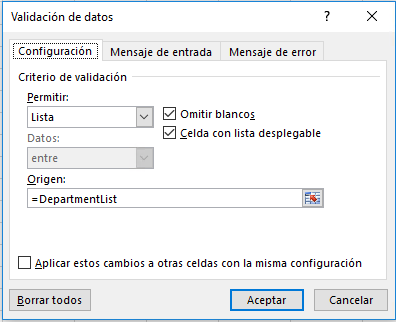 Validación de datos
Configuración Mensaje de entrada Mensaje de error
Criterio de validación
Permitir:
Lista Omitir blancos
Celda con lista desplegable
Datos:
entre
Origen:
=DepartmentList
Aplicar estos cambios a otras celdas con la misma configuración
Borrar todos Aceptar Cancelar